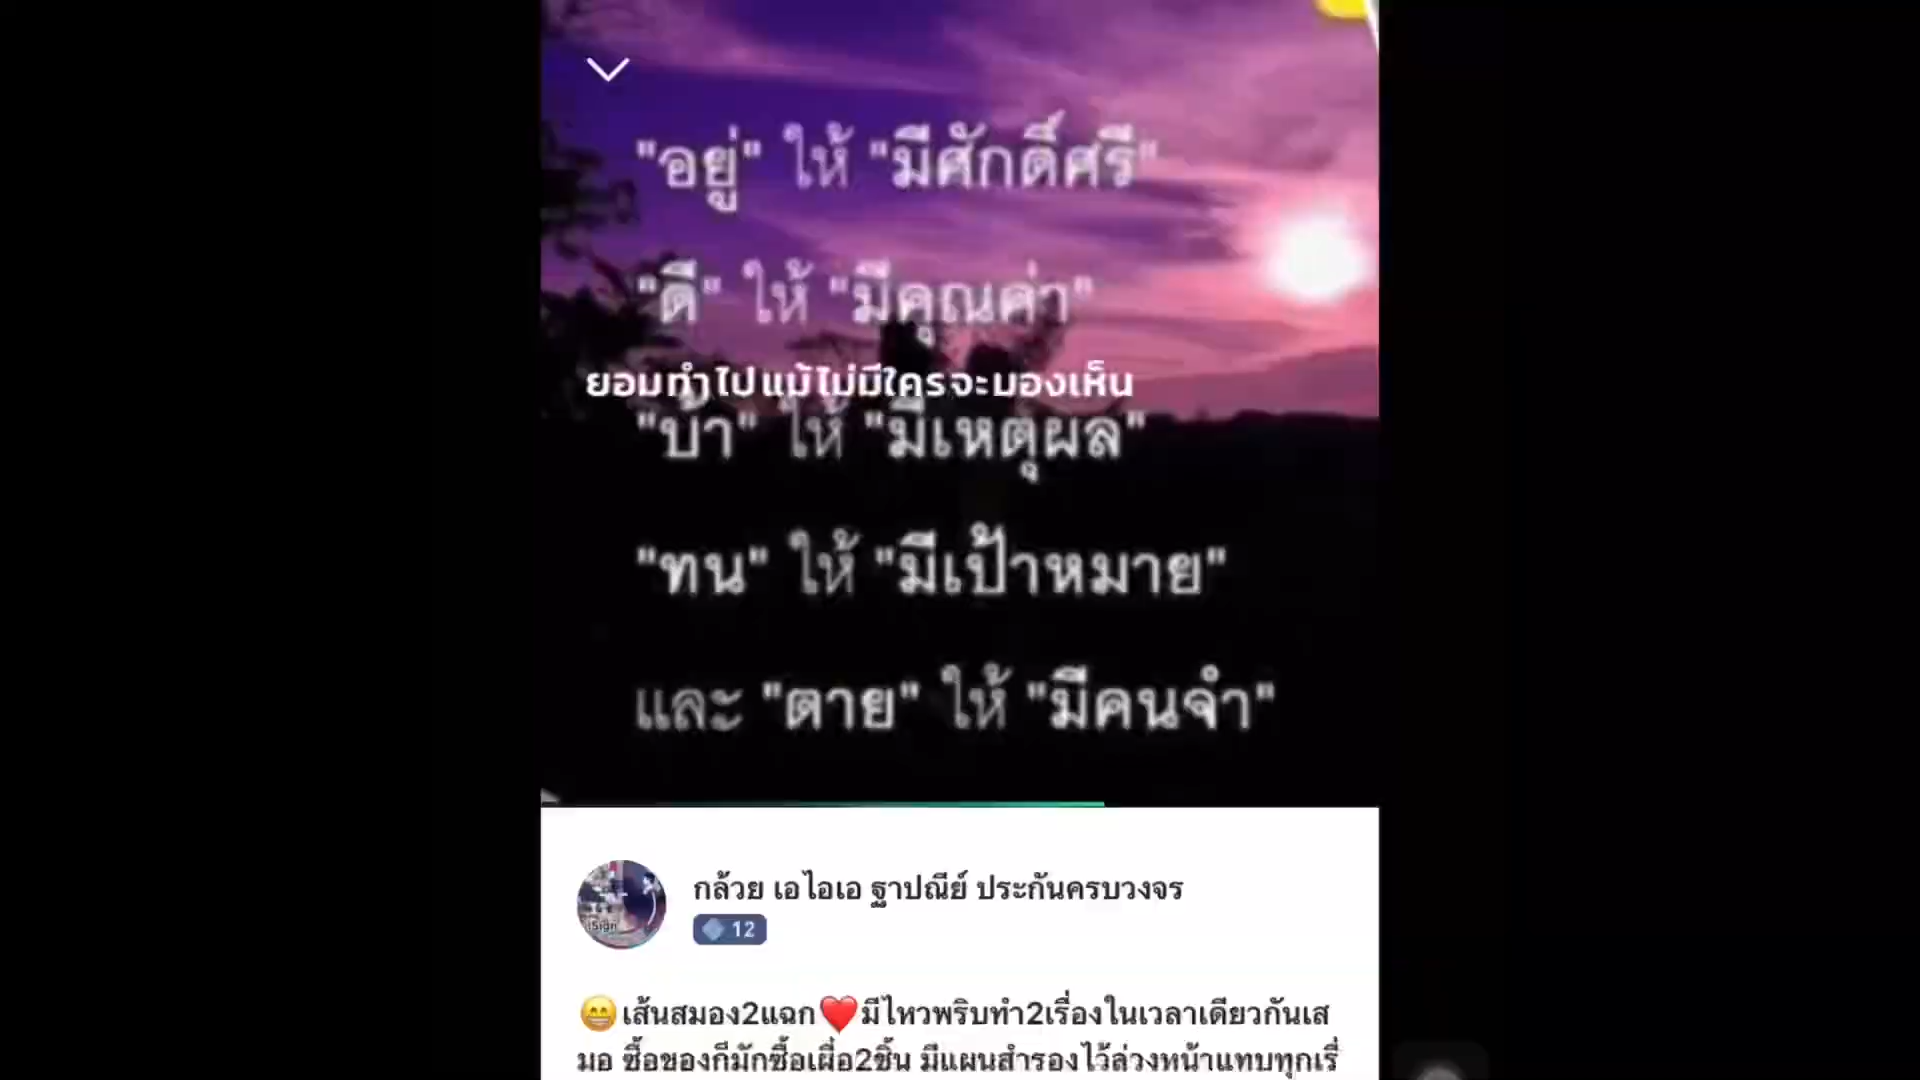 "อยู่" ให้ "มีศักดิ์ศรี"
"ดี" ให้ "มีคุณค่า"
ยอมทำไปแม้ไม่มีใครจะมองเห็น
"บ้า" ให้ "มีเหตุผล"
"ทน" ให้ "มีเป้าหมาย"
และ "ตาย" ให้ "มีคนจำ"
กล้วย เอไอเอ ฐาปณีย์ ประกันครบวงจร
12
😁เส้นสมอง2แฉก❤️มีไหวพริบทำ2เรื่องในเวลาเดียวกันเส
มอ ซื้อของก็มักซื้อเผื่อ2ชิ้น มีแผนสำรองไว้ล่วงหน้าแทบทุกเรื่